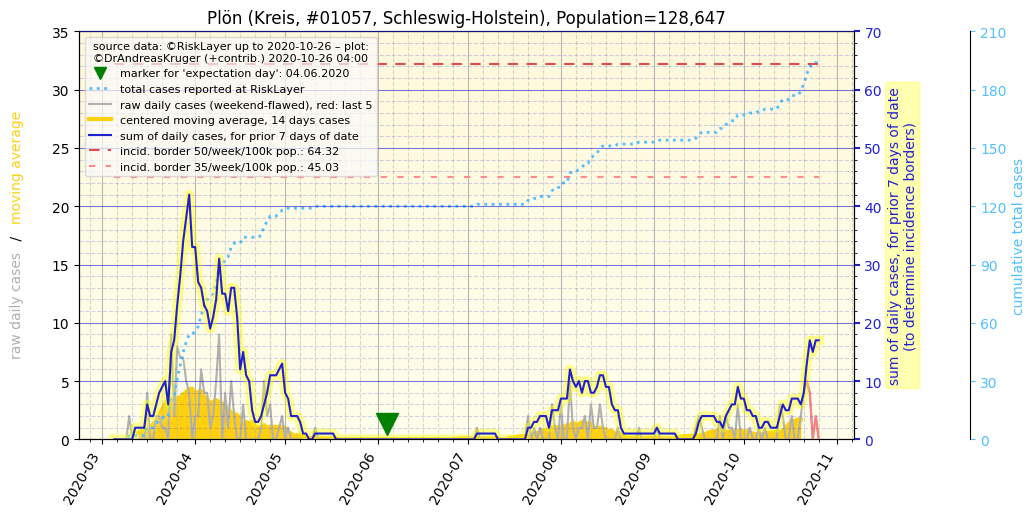 Plön (Kreis, #01057, Schleswig-Holstein), Population=128,647
source data: ©RiskLayer up to 2020-10-26 – plot:
©DrAndreasKruger (+contrib.) 2020-10-26 04:00
marker for 'expectation day': 04.06.2020
total cases reported at RiskLayer
raw daily cases (weekend-flawed), red: last 5
centered moving average, 14 days cases
sum of daily cases, for prior 7 days of date
incid. border 50/week/100k pop.: 64.32
incid. border 35/week/100k pop.: 45.03
raw daily cases / moving average
35
30
25
20
15
10
5
0
2020-03
2020-04
2020-05
2020-06
2020-07
2020-08
2020-09
2020-10
2020-11
70
60
50
40
30
20
10
0
sum of daily cases, for prior 7 days of date
(to determine incidence borders)
210
180
150
120
90
60
30
0
cumulative total cases